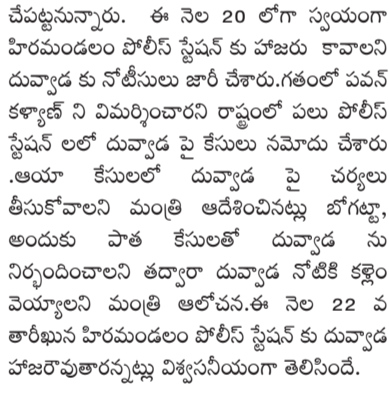 చేపట్టనున్నారు. ఈ నెల 20 లోగా స్వయంగా
హిరమండలం పోలీస్ స్టేషన్ కు హాజరు కావాలని
దువ్వాడ కు నోటీసులు జారీ చేశారు.గతంలో పవన్
కళ్యాణ్ ని విమర్శించారని రాష్ట్రంలో పలు పోలీస్
స్టేషన్ లలో దువ్వాడ పై కేసులు నమోదు చేశారు
.ఆయా కేసులలో దువ్వాడ పై చర్యలు
తీసుకోవాలని మంత్రి ఆదేశించినట్లు బోగట్టా,
అందుకు పాత కేసులతో దువ్వాడ ను
నిర్భందించాలని తద్వారా దువ్వాడ నోటికి కళ్లెం
వెయ్యాలని మంత్రి ఆలోచన.ఈ నెల 22 వ
తారీఖున హిరమండలం పోలీస్ స్టేషన్ కు దువ్వాడ
హాజరౌవుతారన్నట్లు విశ్వసనీయంగా తెలిసిందే.